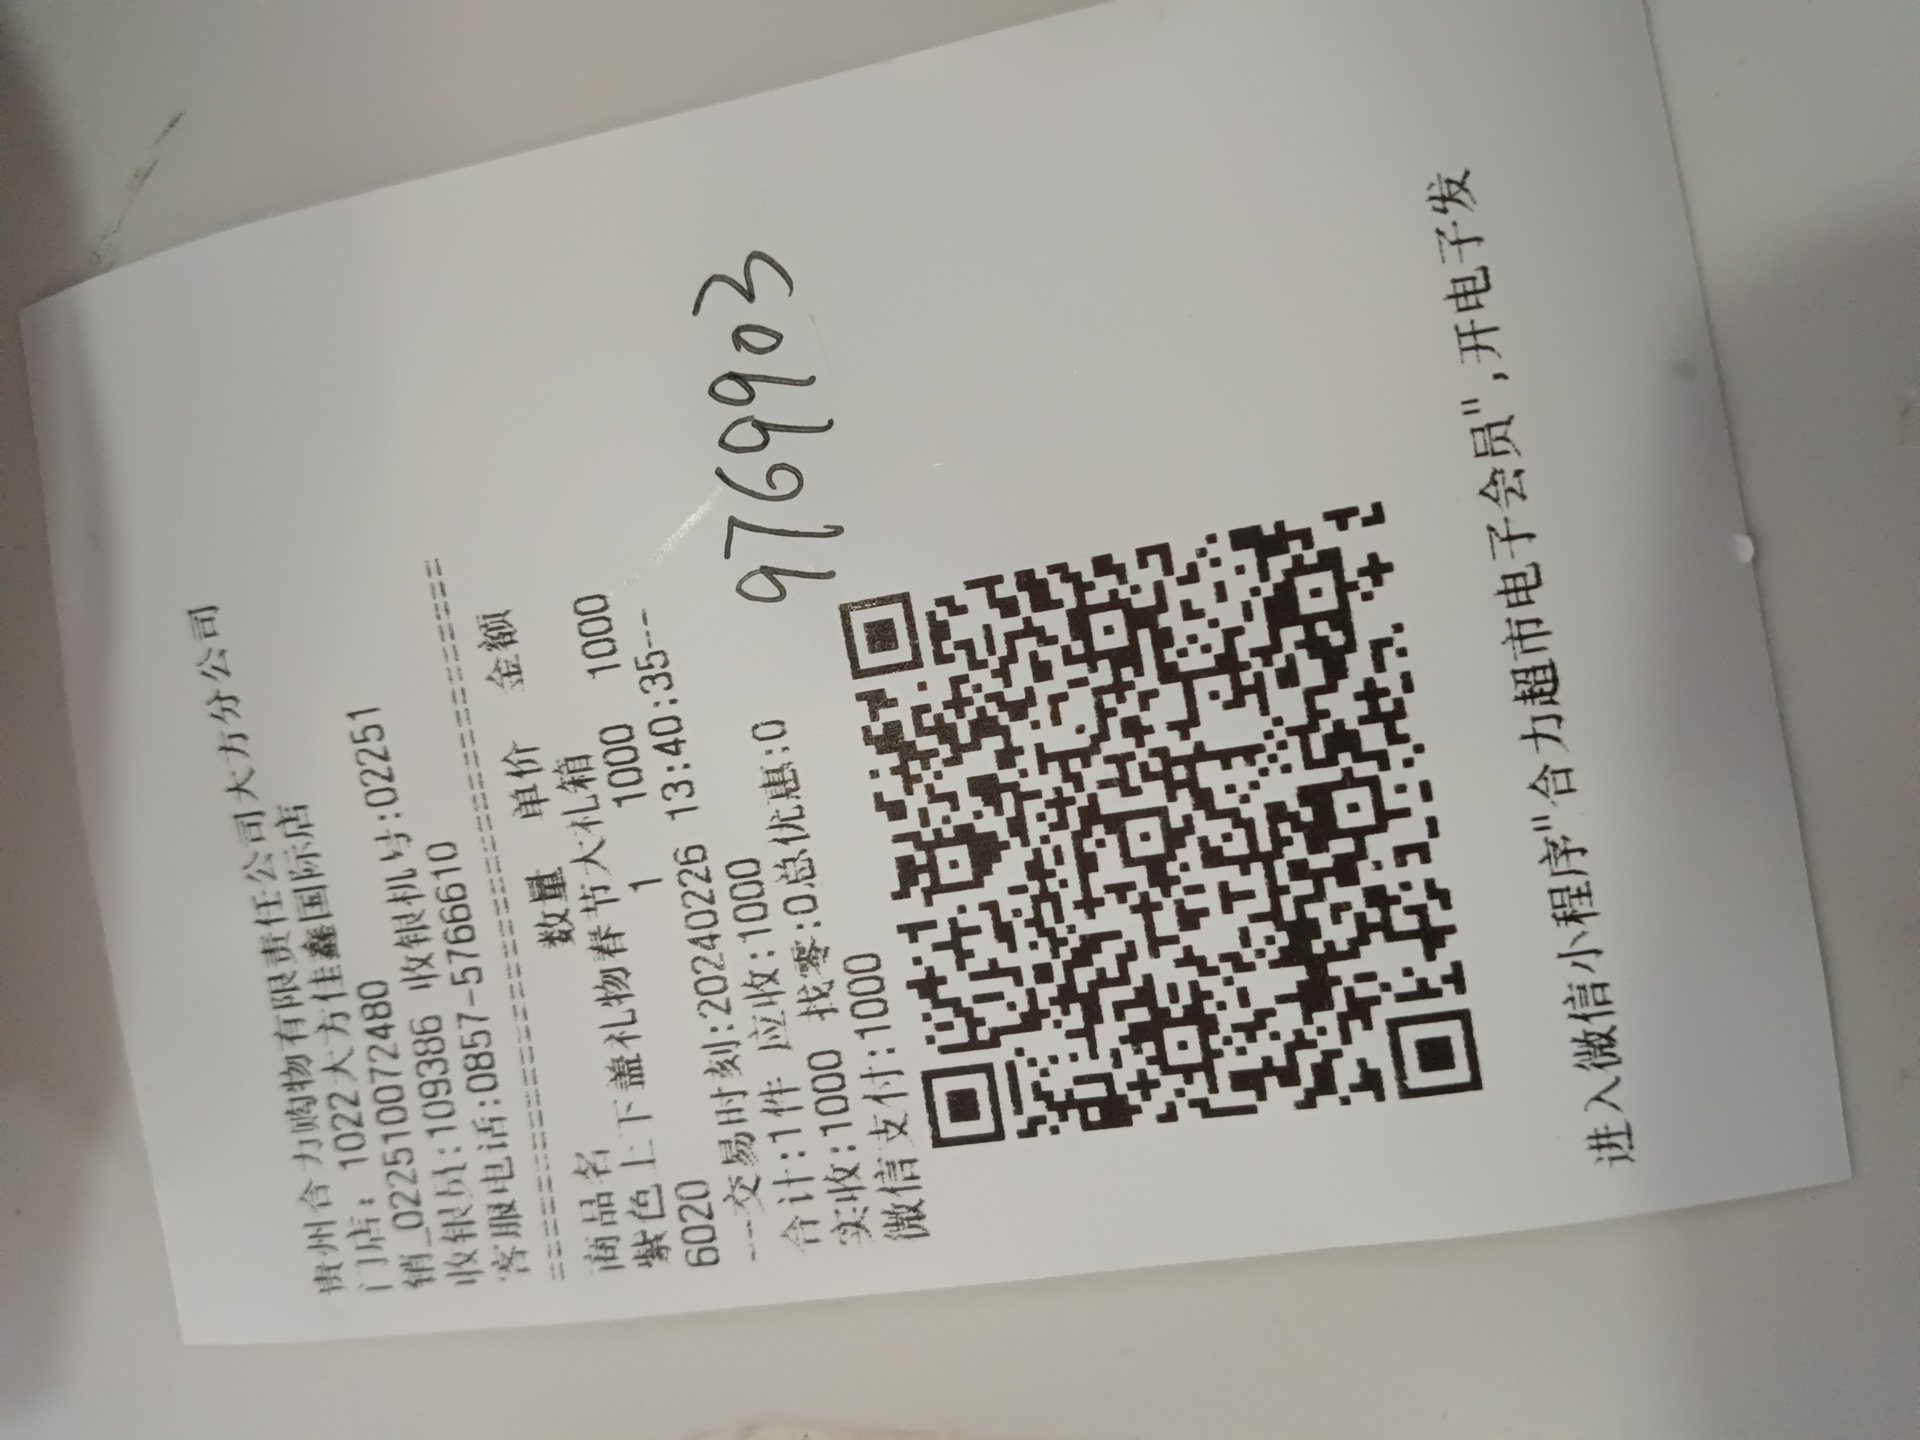 贵州合力购物有限责任公司大方分公司
门店：1022大方佳鑫国际店
销_022510072480
收银员:109386 收银机号:02251
客服电话:0857-5766610
================================
商品名 数量 单价 金额
紫色上下盖礼物春节大礼箱
6020 1 1000 1000
---交易时刻:20240226 13:40:35---
合计:1件 应收:1000
实收:1000 找零:0总优惠:0
微信支付:1000
9769903
进入微信小程序"合力超市电子会员",开电子发